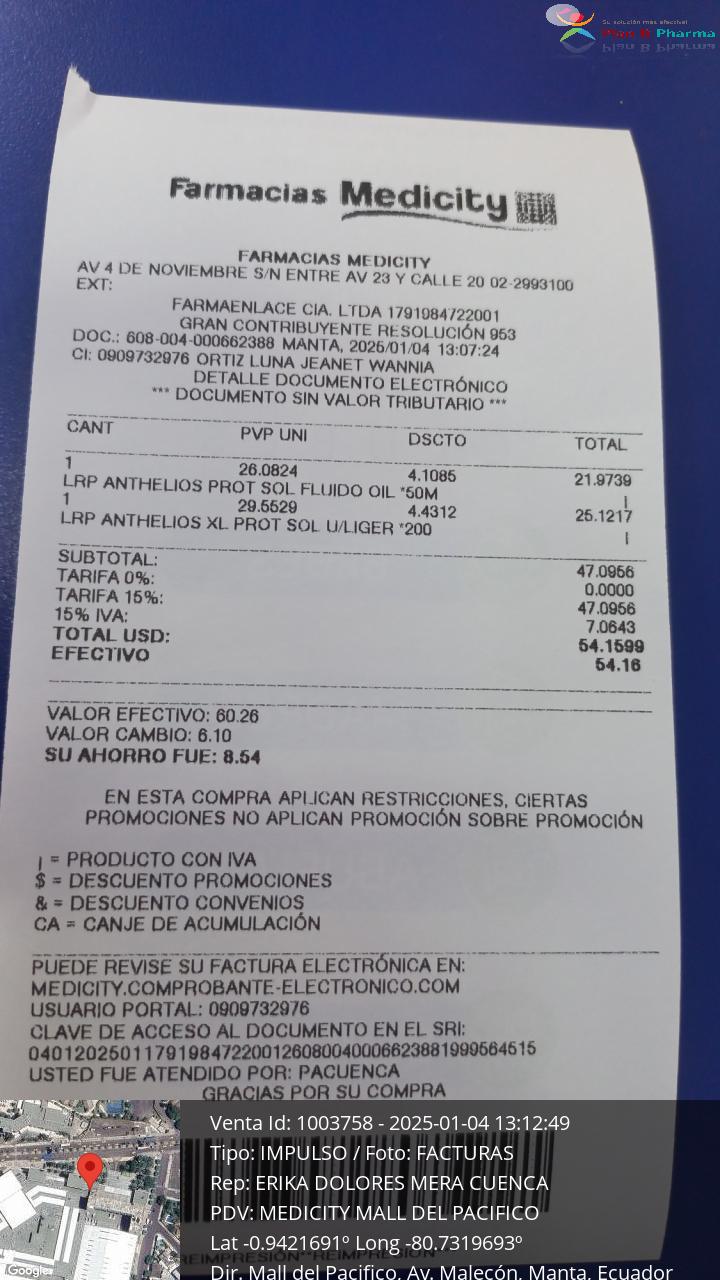 Su solución más efectiva!
Plan B Pharma
Farmacias Medicity
FARMACIAS MEDICITY
AV 4 DE NOVIEMBRE S/N ENTRE AV 23 Y CALLE 20 02-2993100
EXT:
FARMAENLACE CIA. LTDA 1791984722001
GRAN CONTRIBUYENTE RESOLUCIÓN 953
DOC.: 608-004-000662388 MANTA, 2025/01/04 13:07:24
CI: 0909732976 ORTIZ LUNA JEANET WANNIA
DETALLE DOCUMENTO ELECTRÓNICO
*** DOCUMENTO SIN VALOR TRIBUTARIO ***
CANT PVP UNI DSCTO TOTAL
1 26.0824 4.1085 21.9739
LRP ANTHELIOS PROT SOL FLUIDO OIL *50M |
1 29.5529 4.4312 25.1217
LRP ANTHELIOS XL PROT SOL U/LIGER *200 |
SUBTOTAL: 47.0956
TARIFA 0%: 0.0000
TARIFA 15%: 47.0956
15% IVA: 7.0643
TOTAL USD: 54.1599
EFECTIVO 54.16
VALOR EFECTIVO: 60.26
VALOR CAMBIO: 6.10
SU AHORRO FUE: 8.54
EN ESTA COMPRA APLICAN RESTRICCIONES, CIERTAS
PROMOCIONES NO APLICAN PROMOCIÓN SOBRE PROMOCIÓN
| = PRODUCTO CON IVA
$ = DESCUENTO PROMOCIONES
& = DESCUENTO CONVENIOS
CA = CANJE DE ACUMULACIÓN
PUEDE REVISE SU FACTURA ELECTRÓNICA EN:
MEDICITY.COMPROBANTE-ELECTRONICO.COM
USUARIO PORTAL: 0909732976
CLAVE DE ACCESO AL DOCUMENTO EN EL SRI:
0401202501179198472200126080040006623881999564515
USTED FUE ATENDIDO POR: PACUENCA
GRACIAS POR SU COMPRA
Venta Id: 1003758 - 2025-01-04 13:12:49
Tipo: IMPULSO / Foto: FACTURAS
Rep: ERIKA DOLORES MERA CUENCA
PDV: MEDICITY MALL DEL PACIFICO
Lat -0.9421691º Long -80.7319693º
REIMPRESIÓN**REIMPRESIÓN**
Dir. Mall del Pacifico, Av. Malecón, Manta, Ecuador
Google